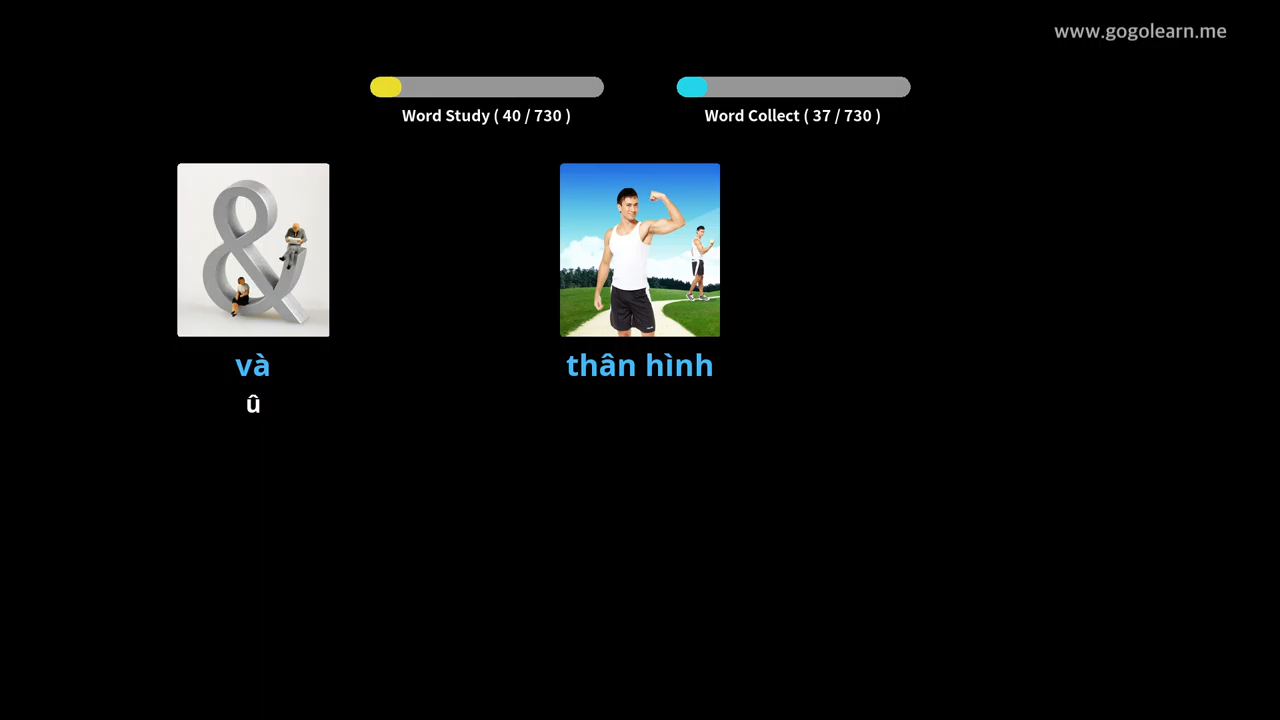 www.gogolearn.me
Word Study ( 40 / 730 )
Word Collect ( 37 / 730 )
&
và
thân hình
û